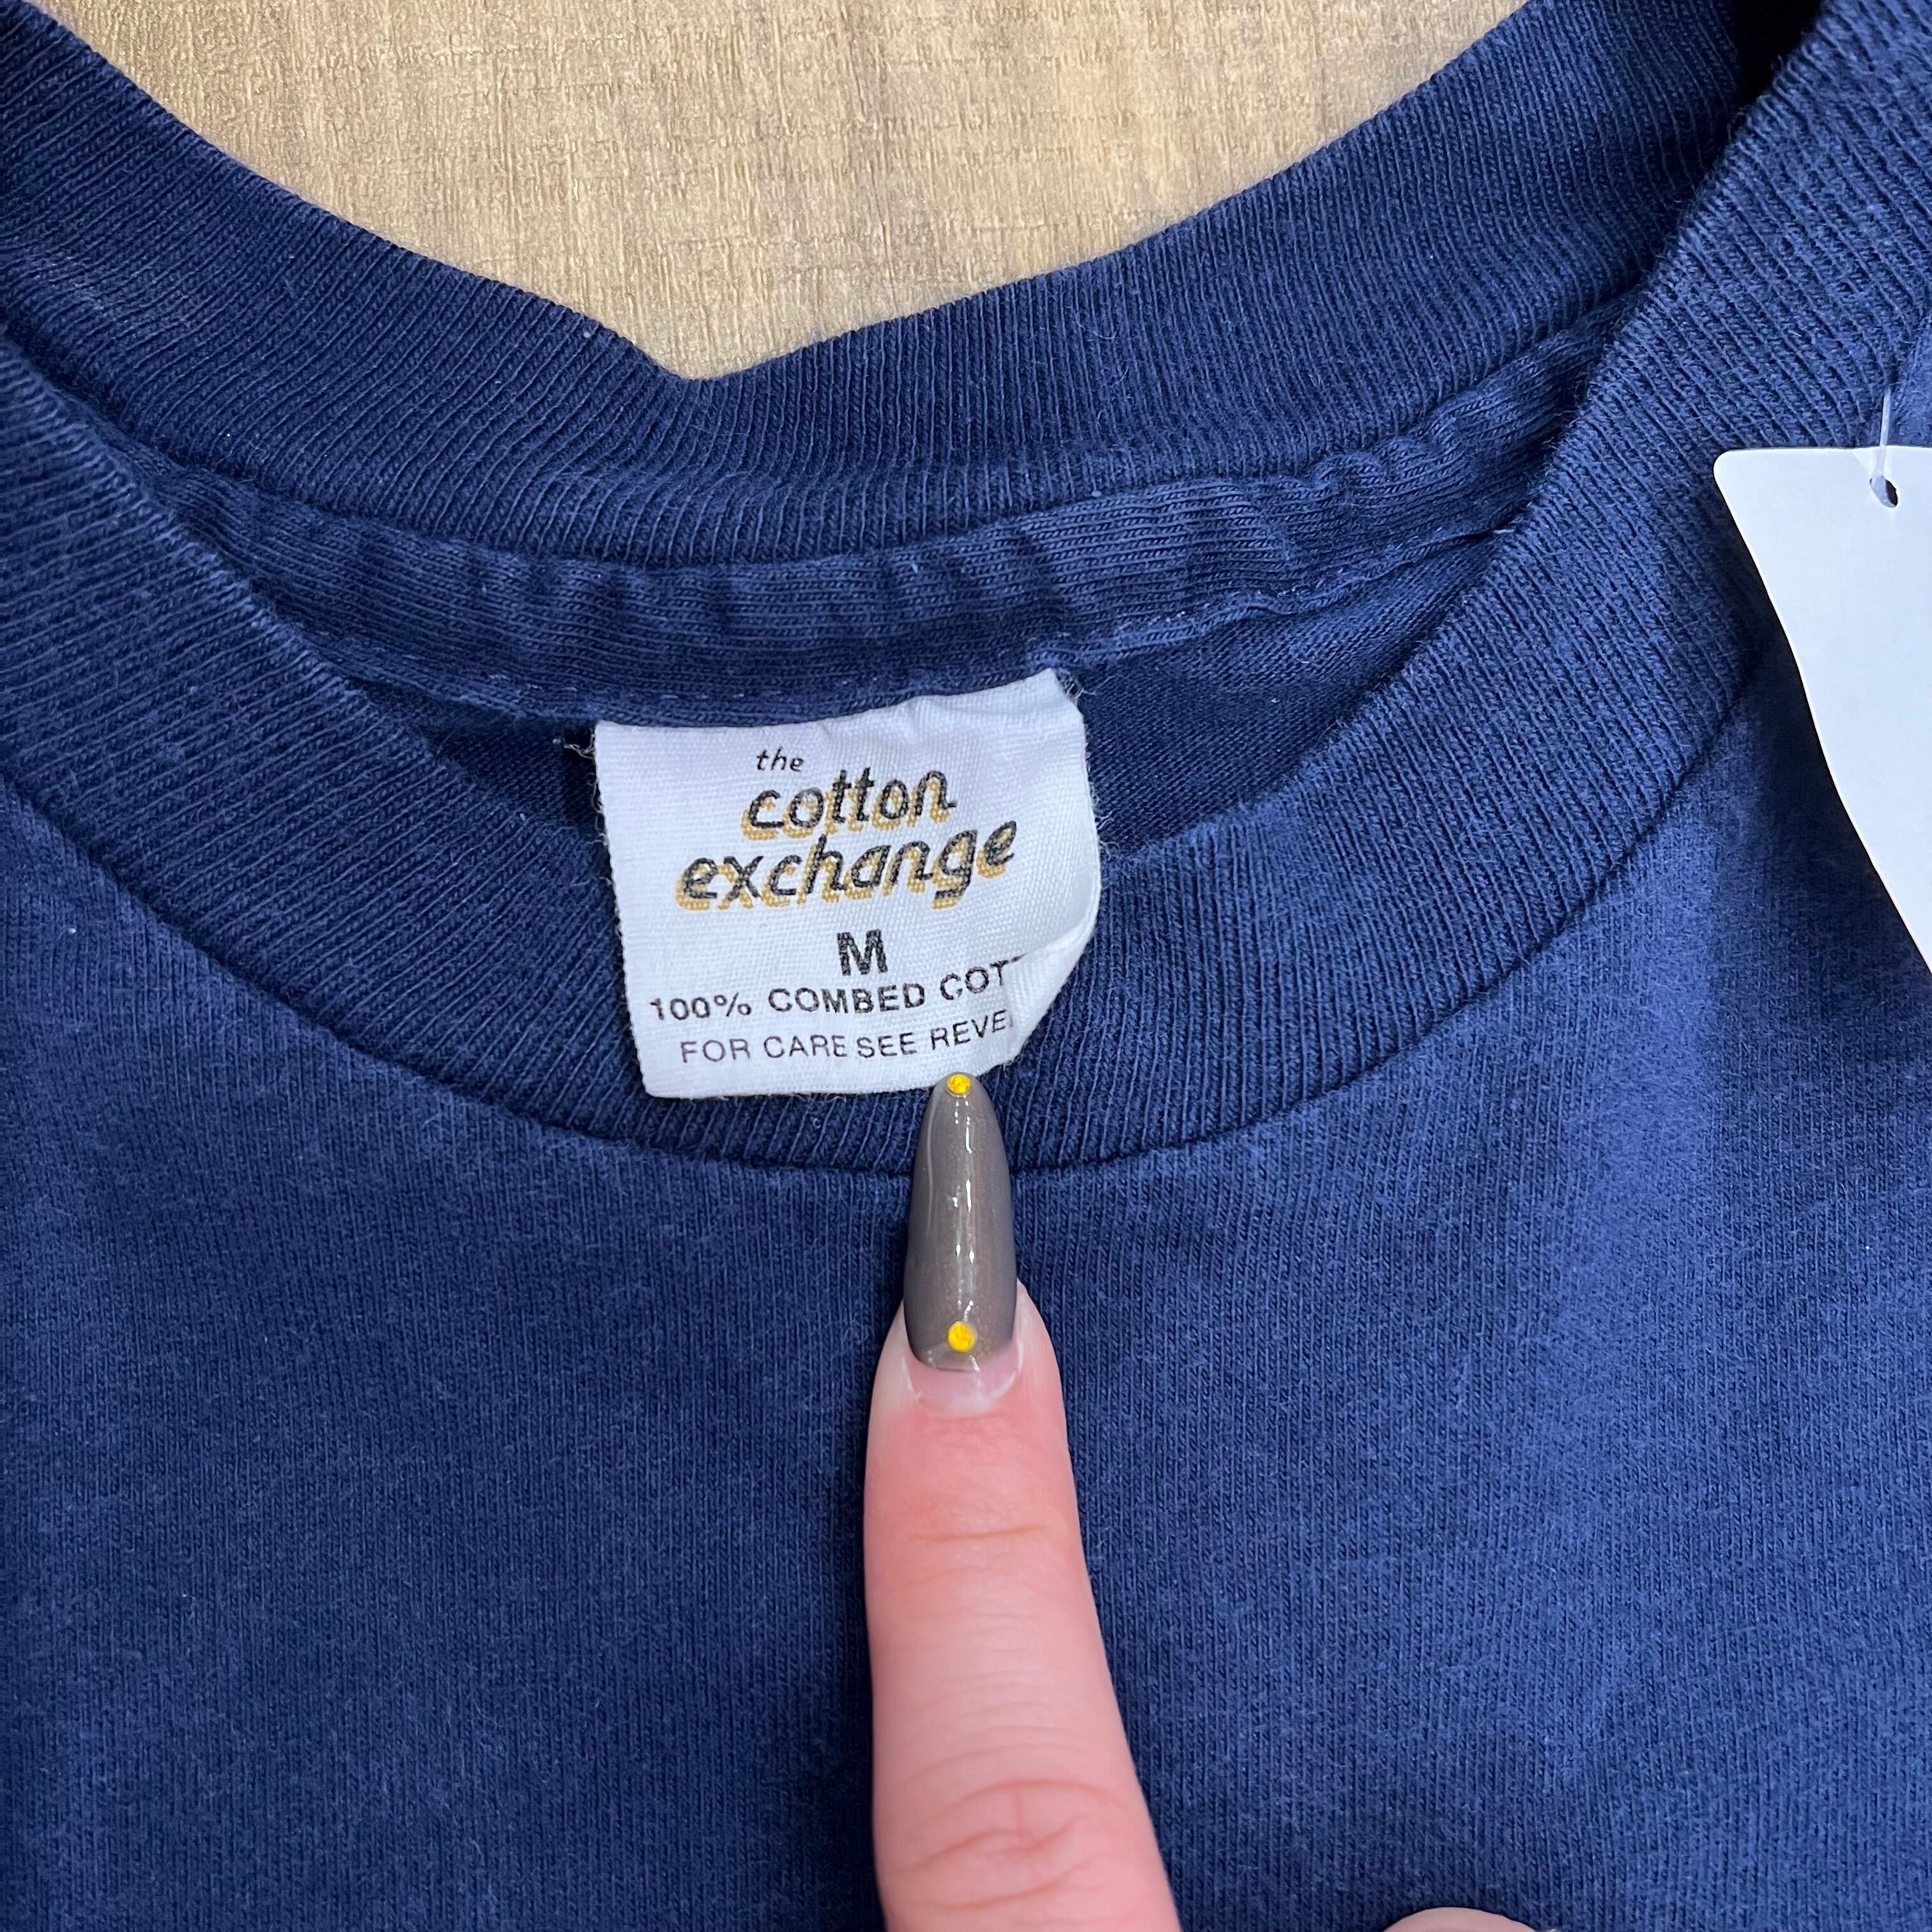 the
cotton
exchange
M
100% COMBED COT
FOR CARE SEE REVE